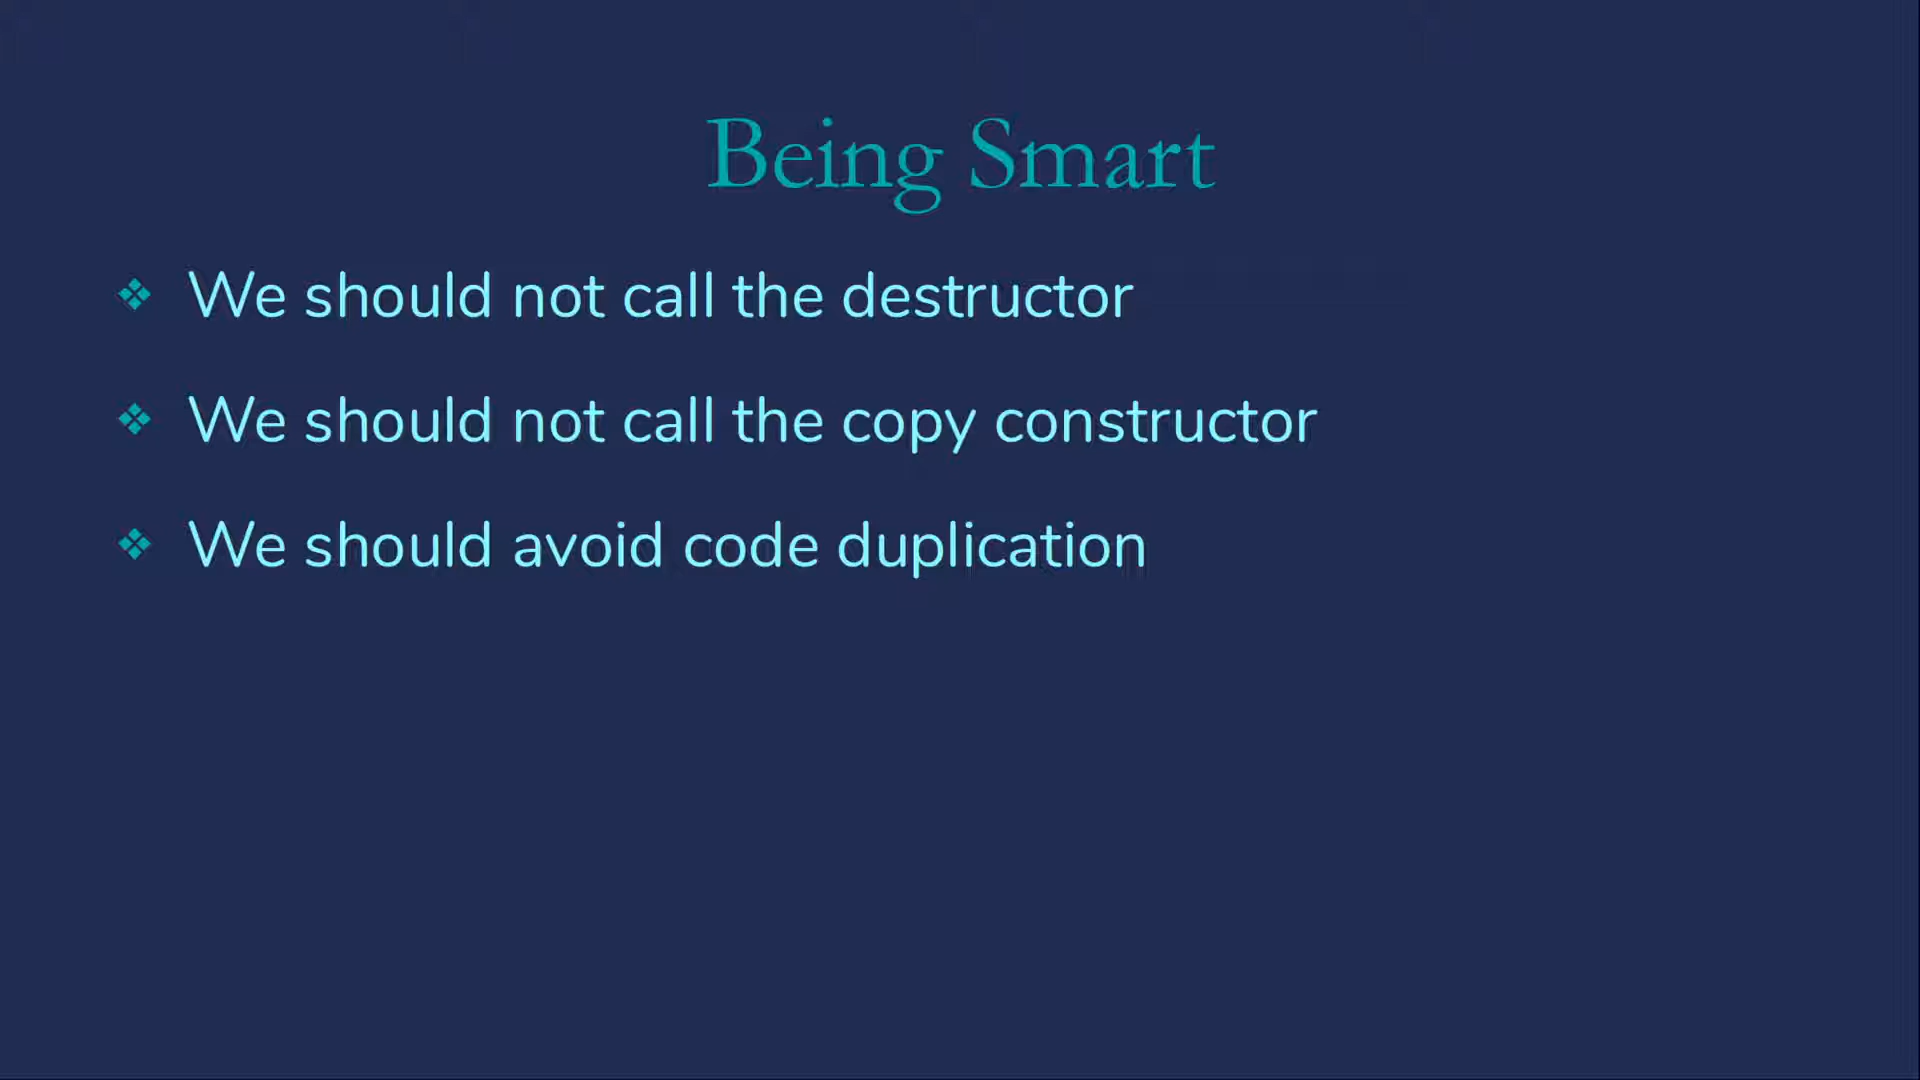 Being Smart
❖ We should not call the destructor
❖ We should not call the copy constructor
❖ We should avoid code duplication